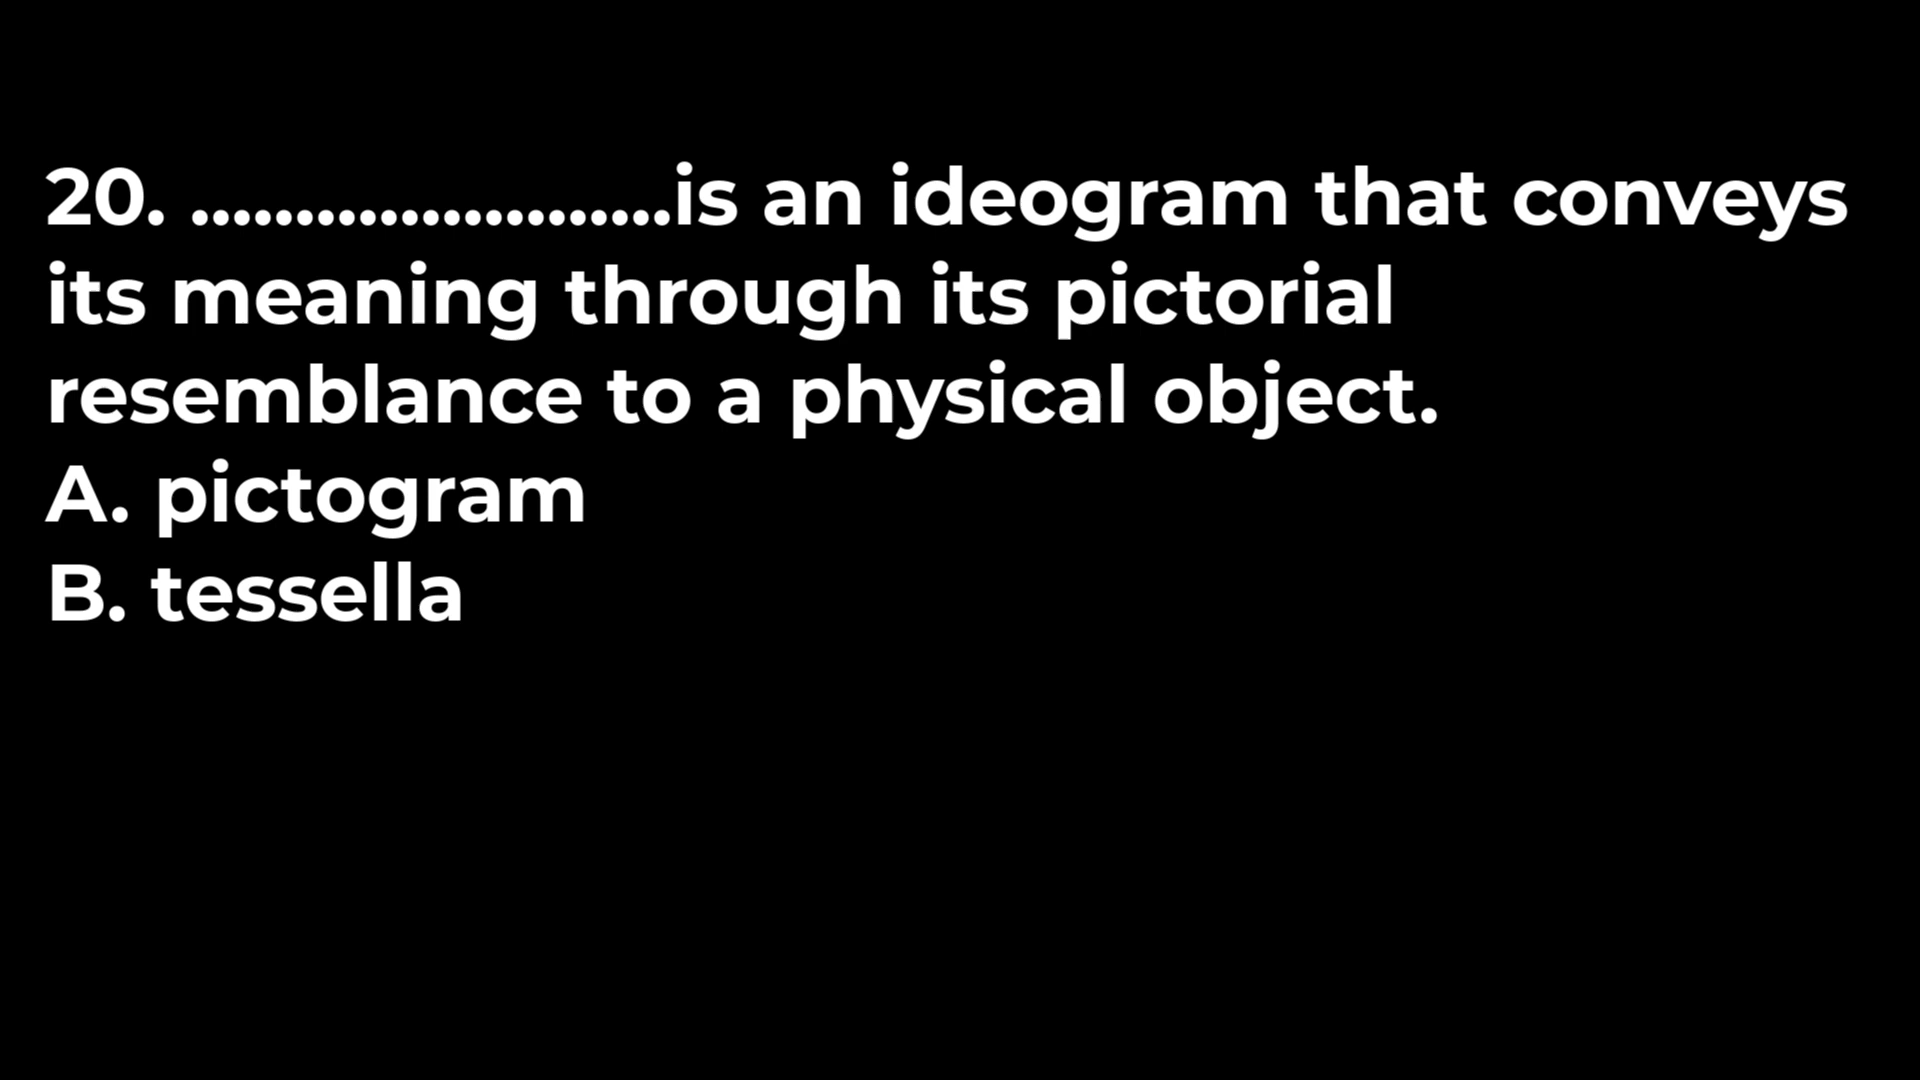 20. .......................is an ideogram that conveys
its meaning through its pictorial
resemblance to a physical object.
A. pictogram
B. tessella